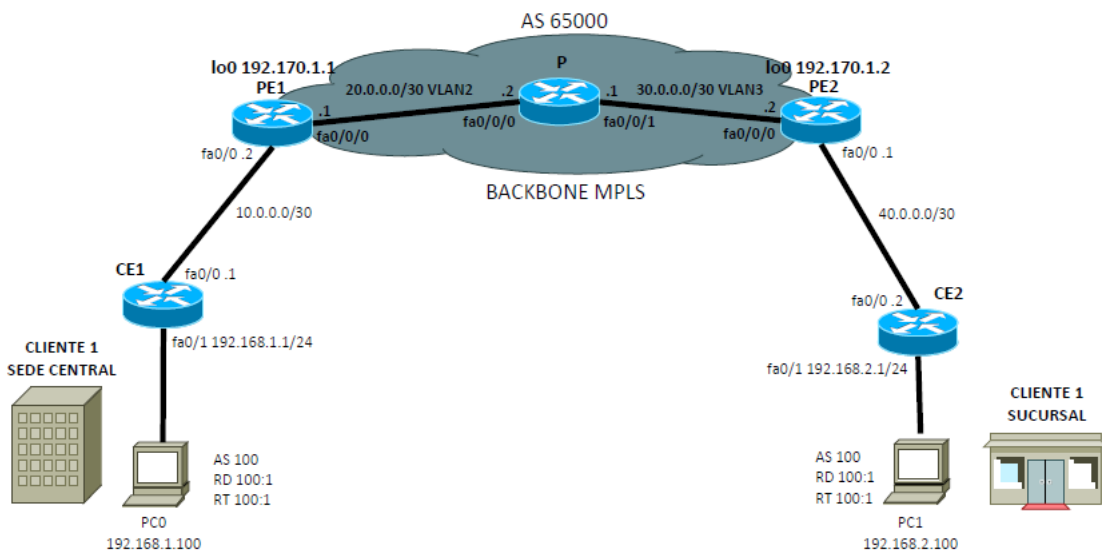 AS 65000
lo0 192.170.1.1
PE1
P
lo0 192.170.1.2
PE2
20.0.0.0/30 VLAN2
.2
.1
30.0.0.0/30 VLAN3
.1
.2
fa0/0/0
fa0/0/0
fa0/0/1
fa0/0/0
fa0/0 .2
fa0/0 .1
BACKBONE MPLS
10.0.0.0/30
40.0.0.0/30
CE1
fa0/0 .1
fa0/0 .2
CE2
fa0/1 192.168.1.1/24
fa0/1 192.168.2.1/24
CLIENTE 1
SEDE CENTRAL
CLIENTE 1
SUCURSAL
AS 100
RD 100:1
RT 100:1
AS 100
RD 100:1
RT 100:1
PC0
192.168.1.100
PC1
192.168.2.100